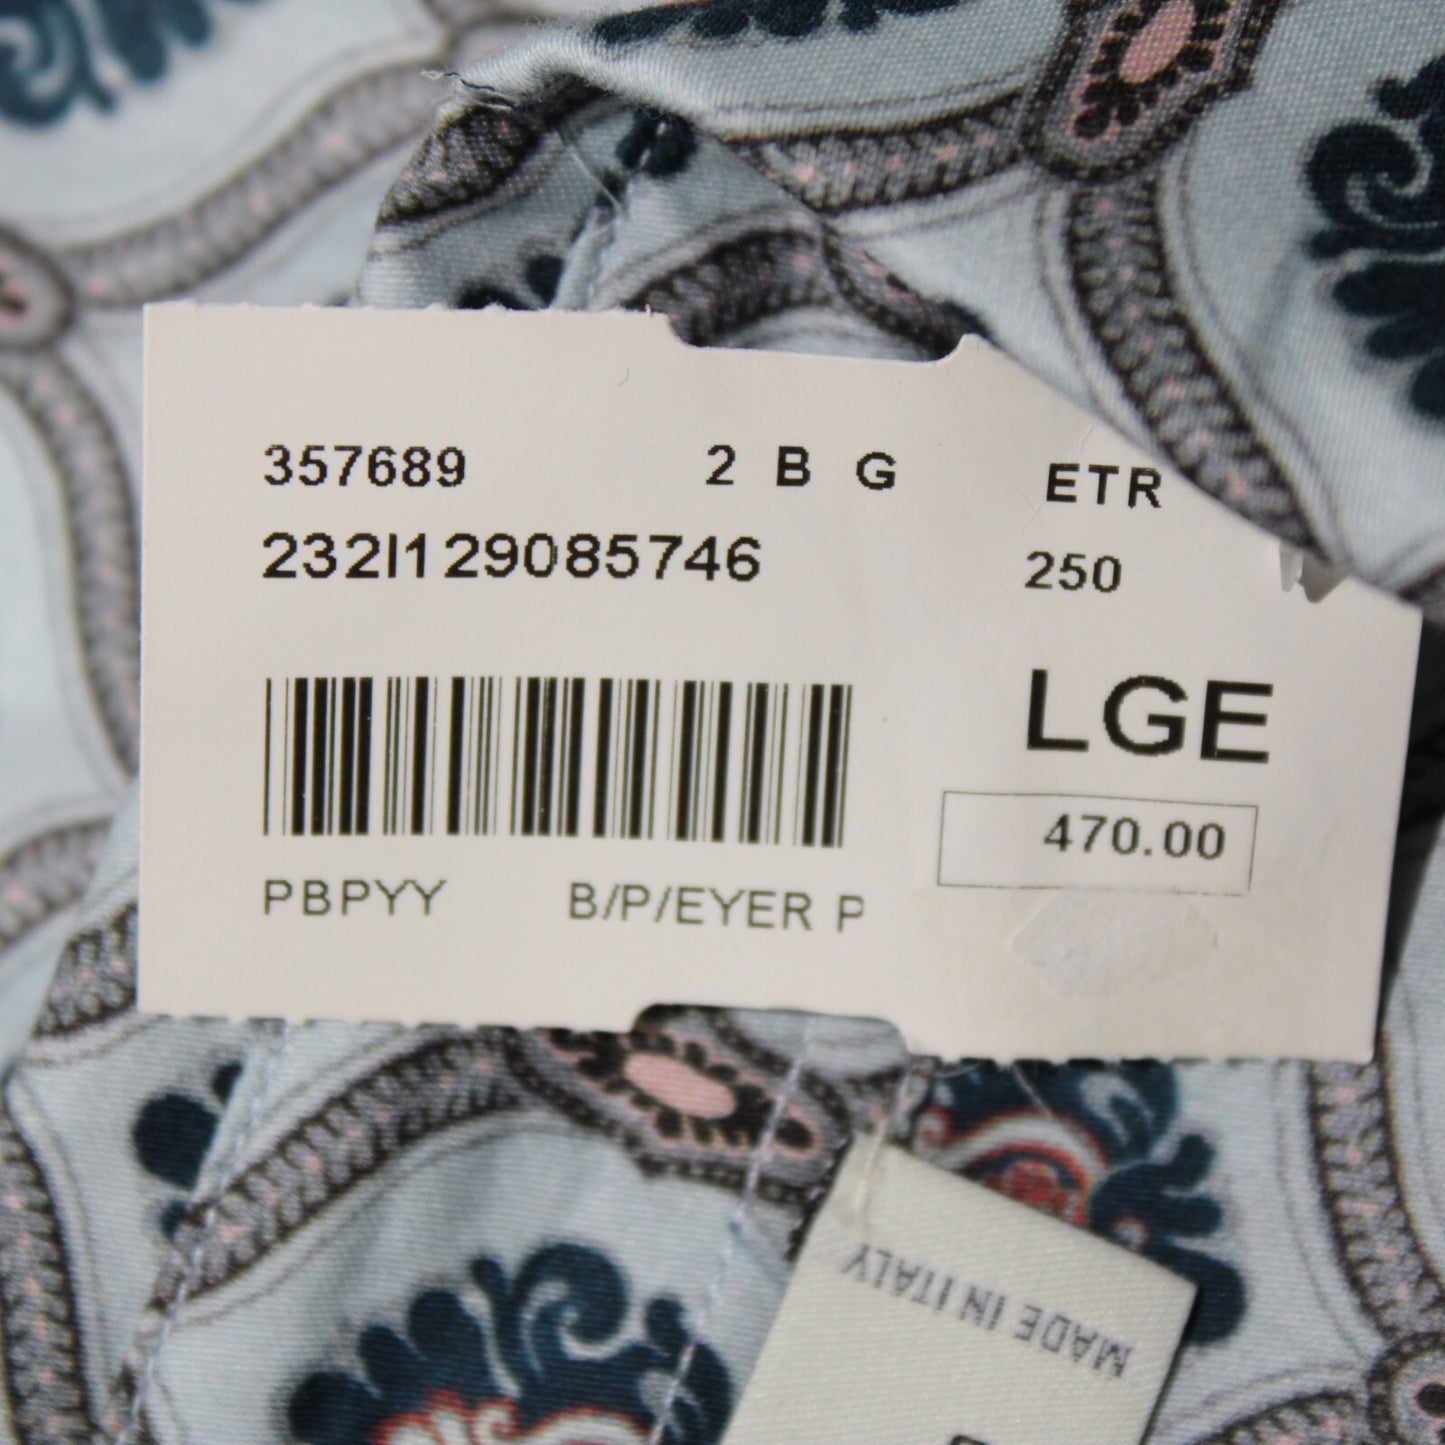 357689 2 B G ETR
232I129085746 250
LGE
470.00
PBPYY B/P/EYER P
MADE IN ITALY